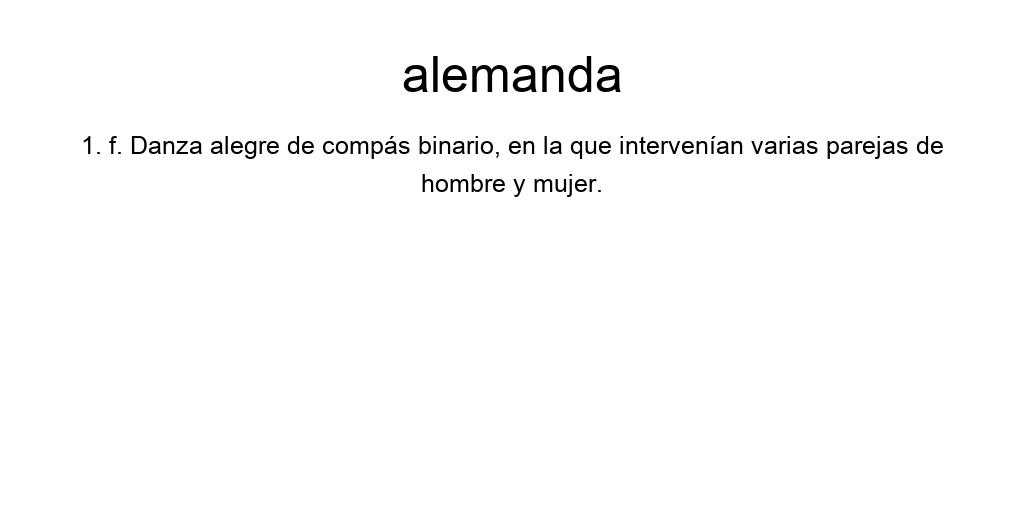 alemanda
1. f. Danza alegre de compás binario, en la que intervenían varias parejas de
hombre y mujer.